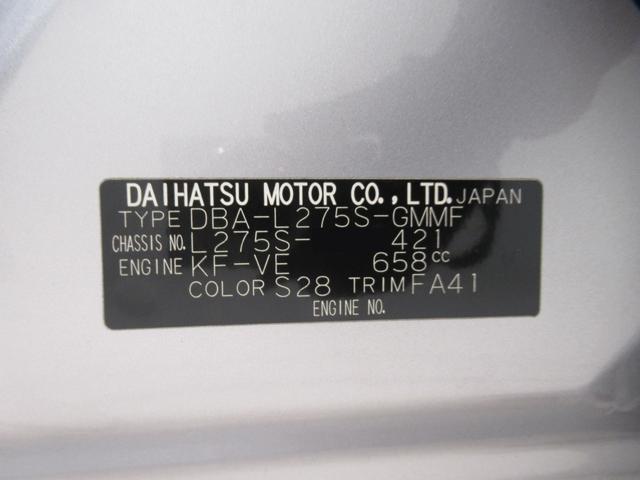 DAIHATSU MOTOR CO.,LTD. JAPAN
TYPE DBA-L275S-GMMF
CHASSIS NO. L275S- 421
ENGINE KF-VE 658cc
COLOR S28 TRIM FA41
ENGINE NO.